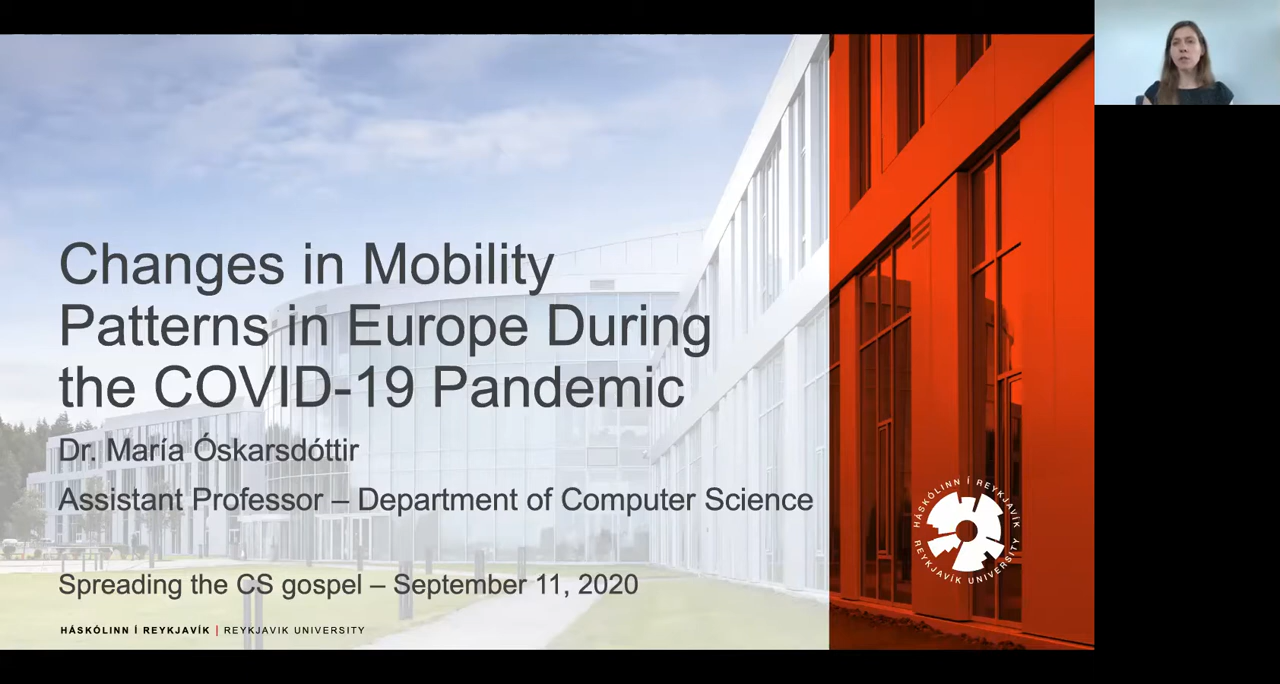 Changes in Mobility
Patterns in Europe During
the COVID-19 Pandemic
Dr. María Óskarsdóttir
Assistant Professor – Department of Computer Science
Spreading the CS gospel – September 11, 2020
HÁSKÓLINN Í REYKJAVÍK | REYKJAVIK UNIVERSITY
HÁSKÓLINN Í REYKJAVÍK
REYKJAVÍK UNIVERSITY